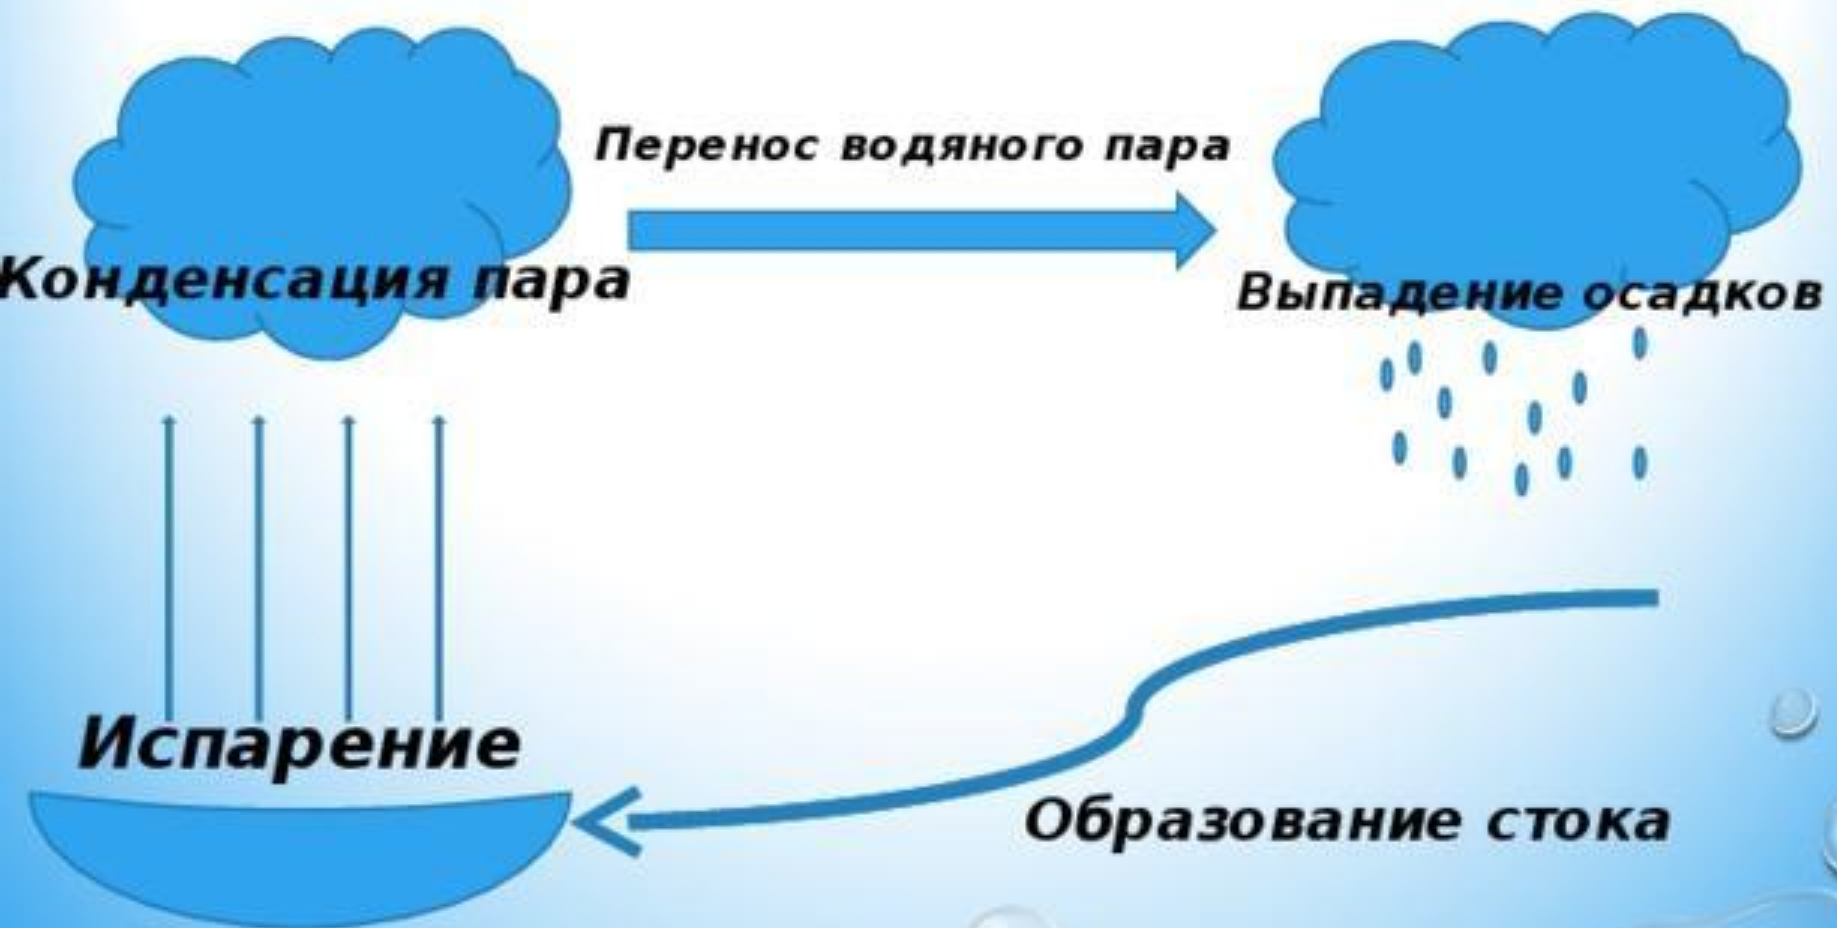 Перенос водяного пара
Конденсация пара
Выпадение осадков
Испарение
Образование стока